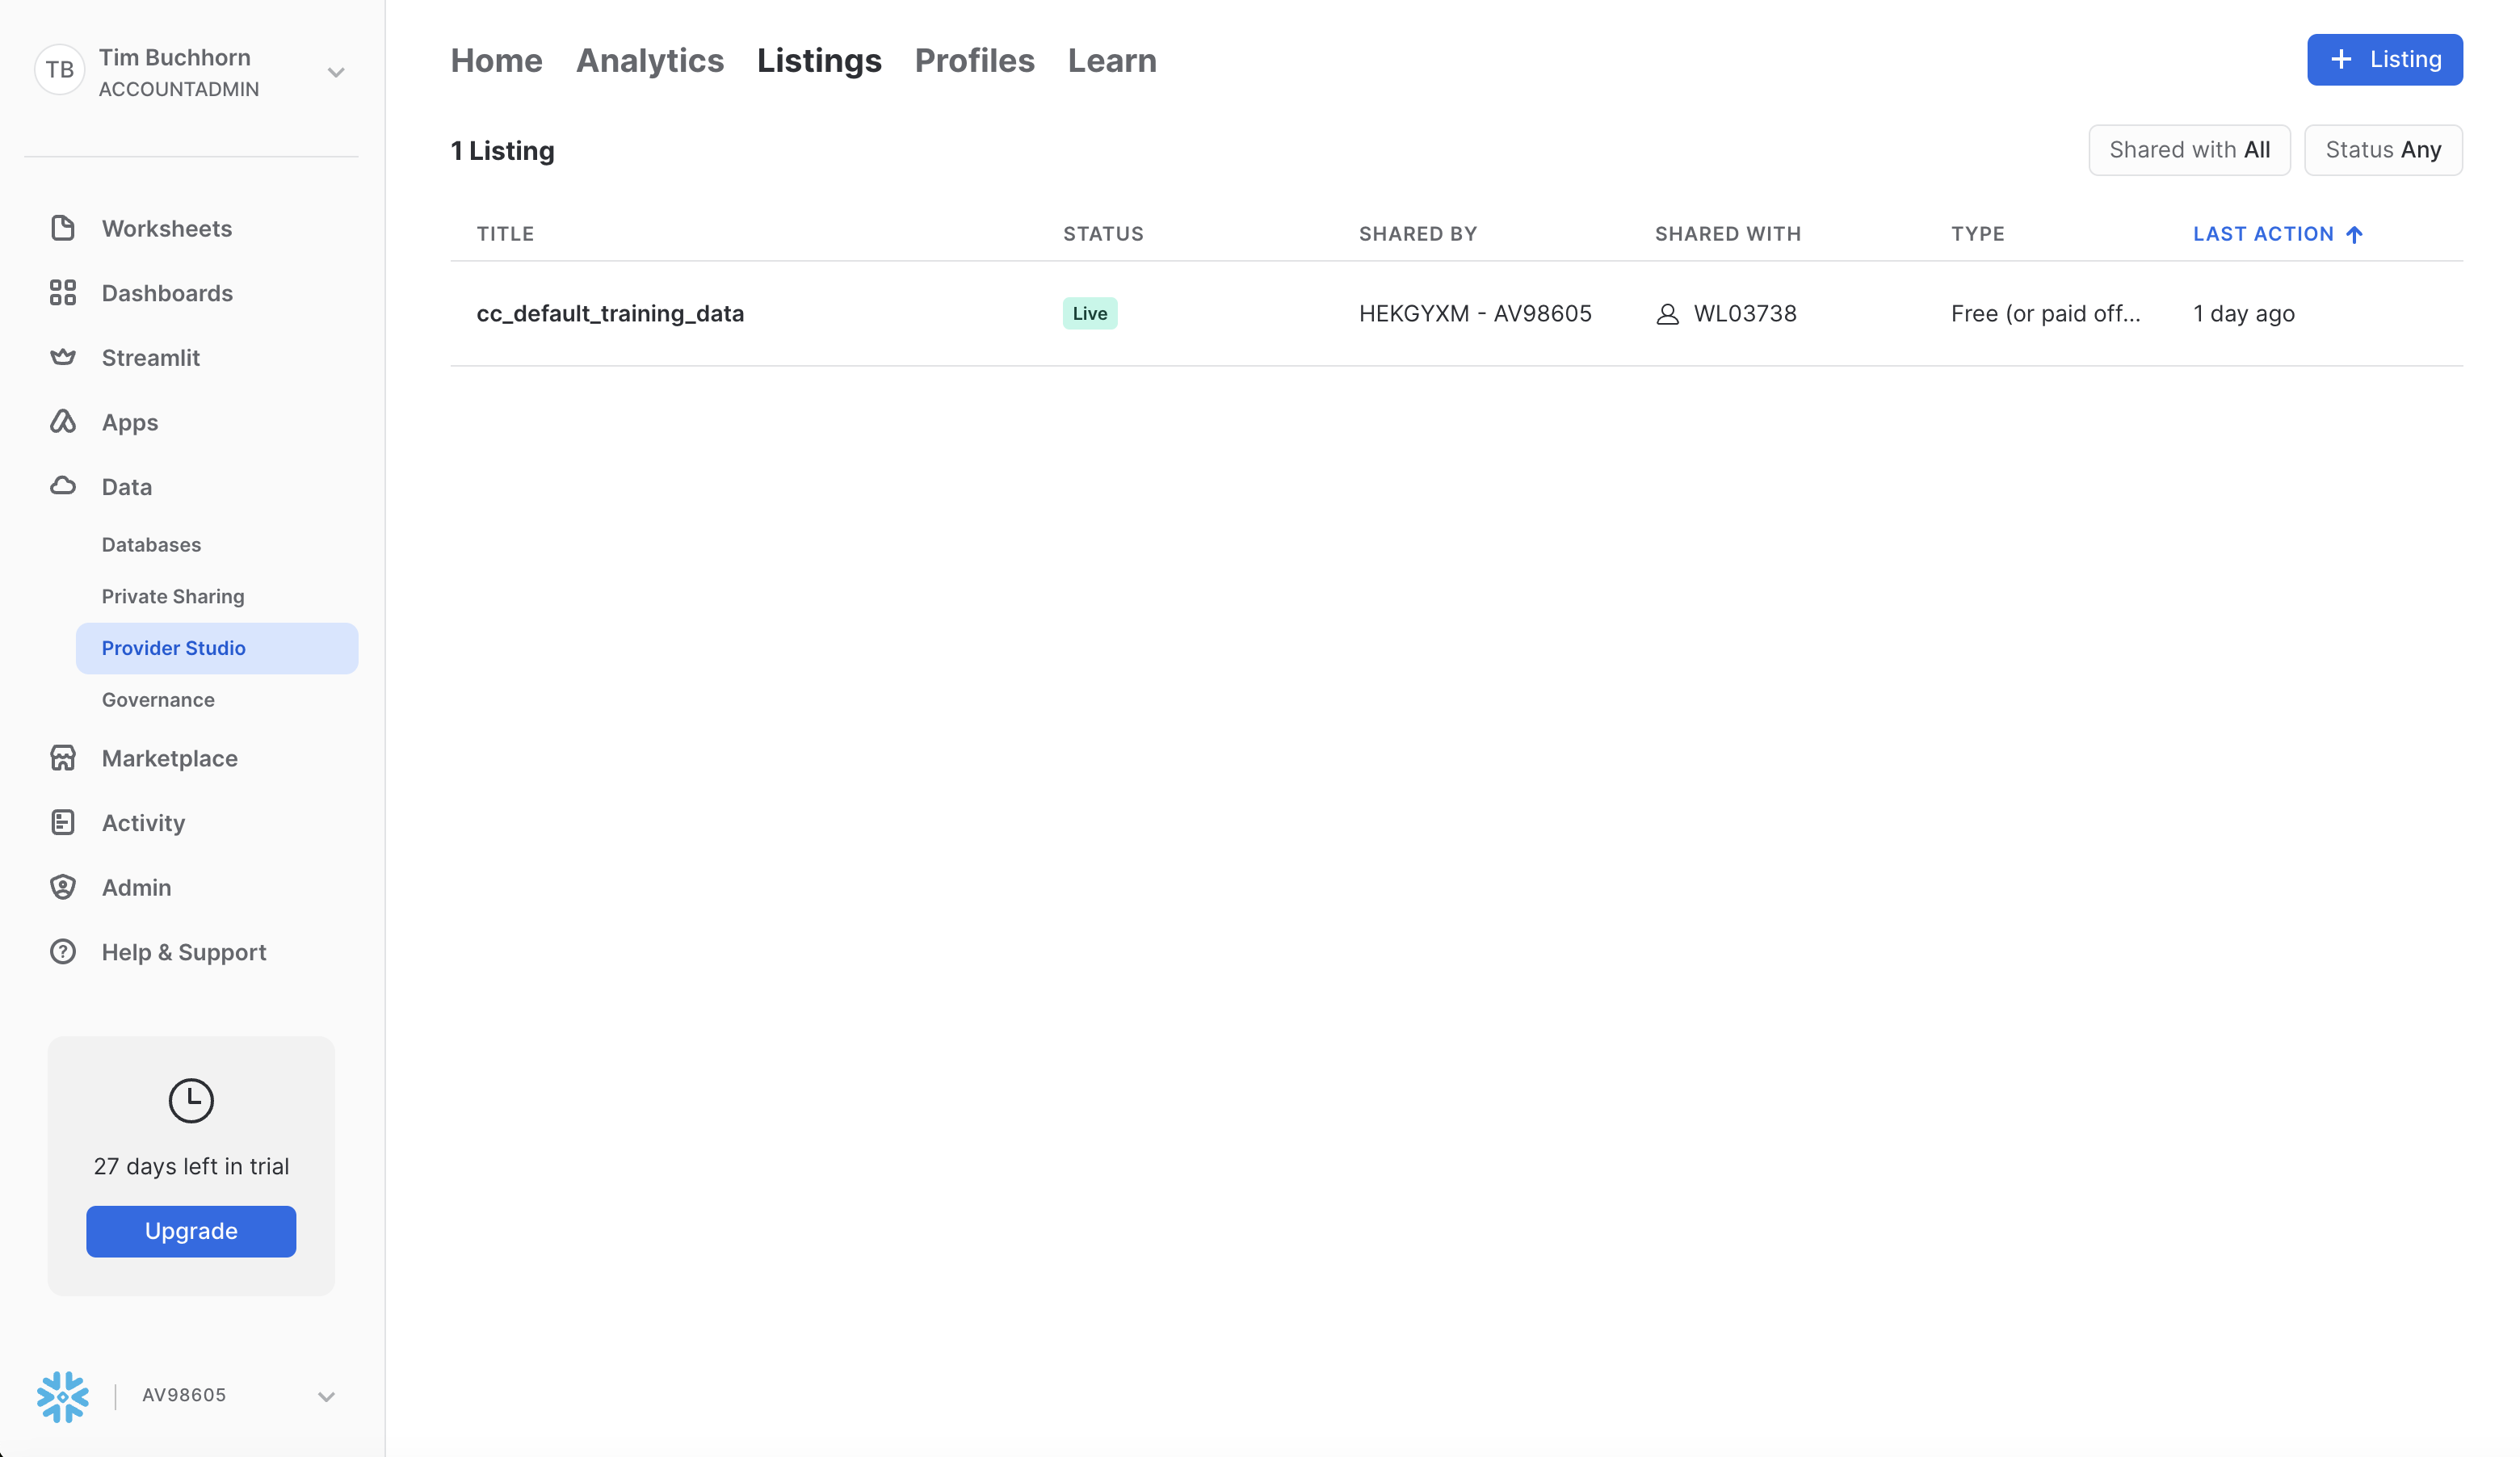 TB
Tim Buchhorn
ACCOUNTADMIN
Worksheets
Dashboards
Streamlit
Apps
Data
Databases
Private Sharing
Provider Studio
Governance
Marketplace
Activity
Admin
Help & Support
27 days left in trial
Upgrade
AV98605
Home Analytics Listings Profiles Learn
+ Listing
1 Listing
Shared with All
Status Any
TITLE STATUS SHARED BY SHARED WITH TYPE LAST ACTION ↑
cc_default_training_data Live HEKGYXM - AV98605 WL03738 Free (or paid off... 1 day ago